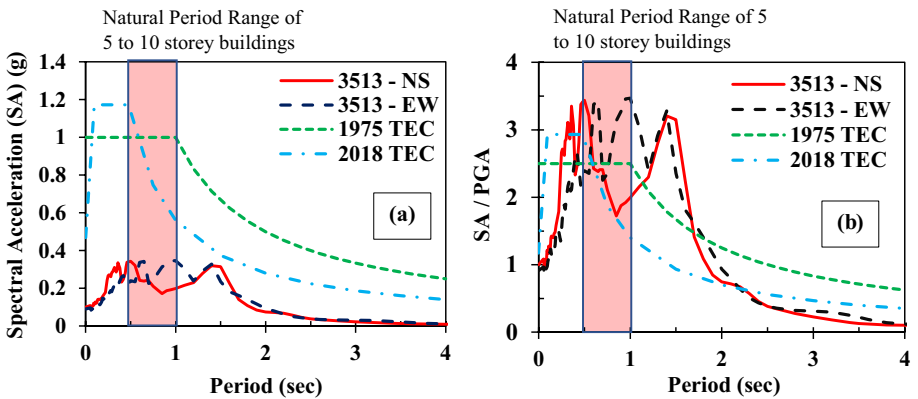 Natural Period Range of
5 to 10 storey buildings
Spectral Acceleration (SA) (g)
1.4
1.2
1
0.8
0.6
0.4
0.2
0
3513 - NS
3513 - EW
1975 TEC
2018 TEC
(a)
0 1 2 3 4
Period (sec)
Natural Period Range of 5
to 10 storey buildings
SA / PGA
4
3
2
1
0
3513 - NS
3513 - EW
1975 TEC
2018 TEC
(b)
0 1 2 3 4
Period (sec)